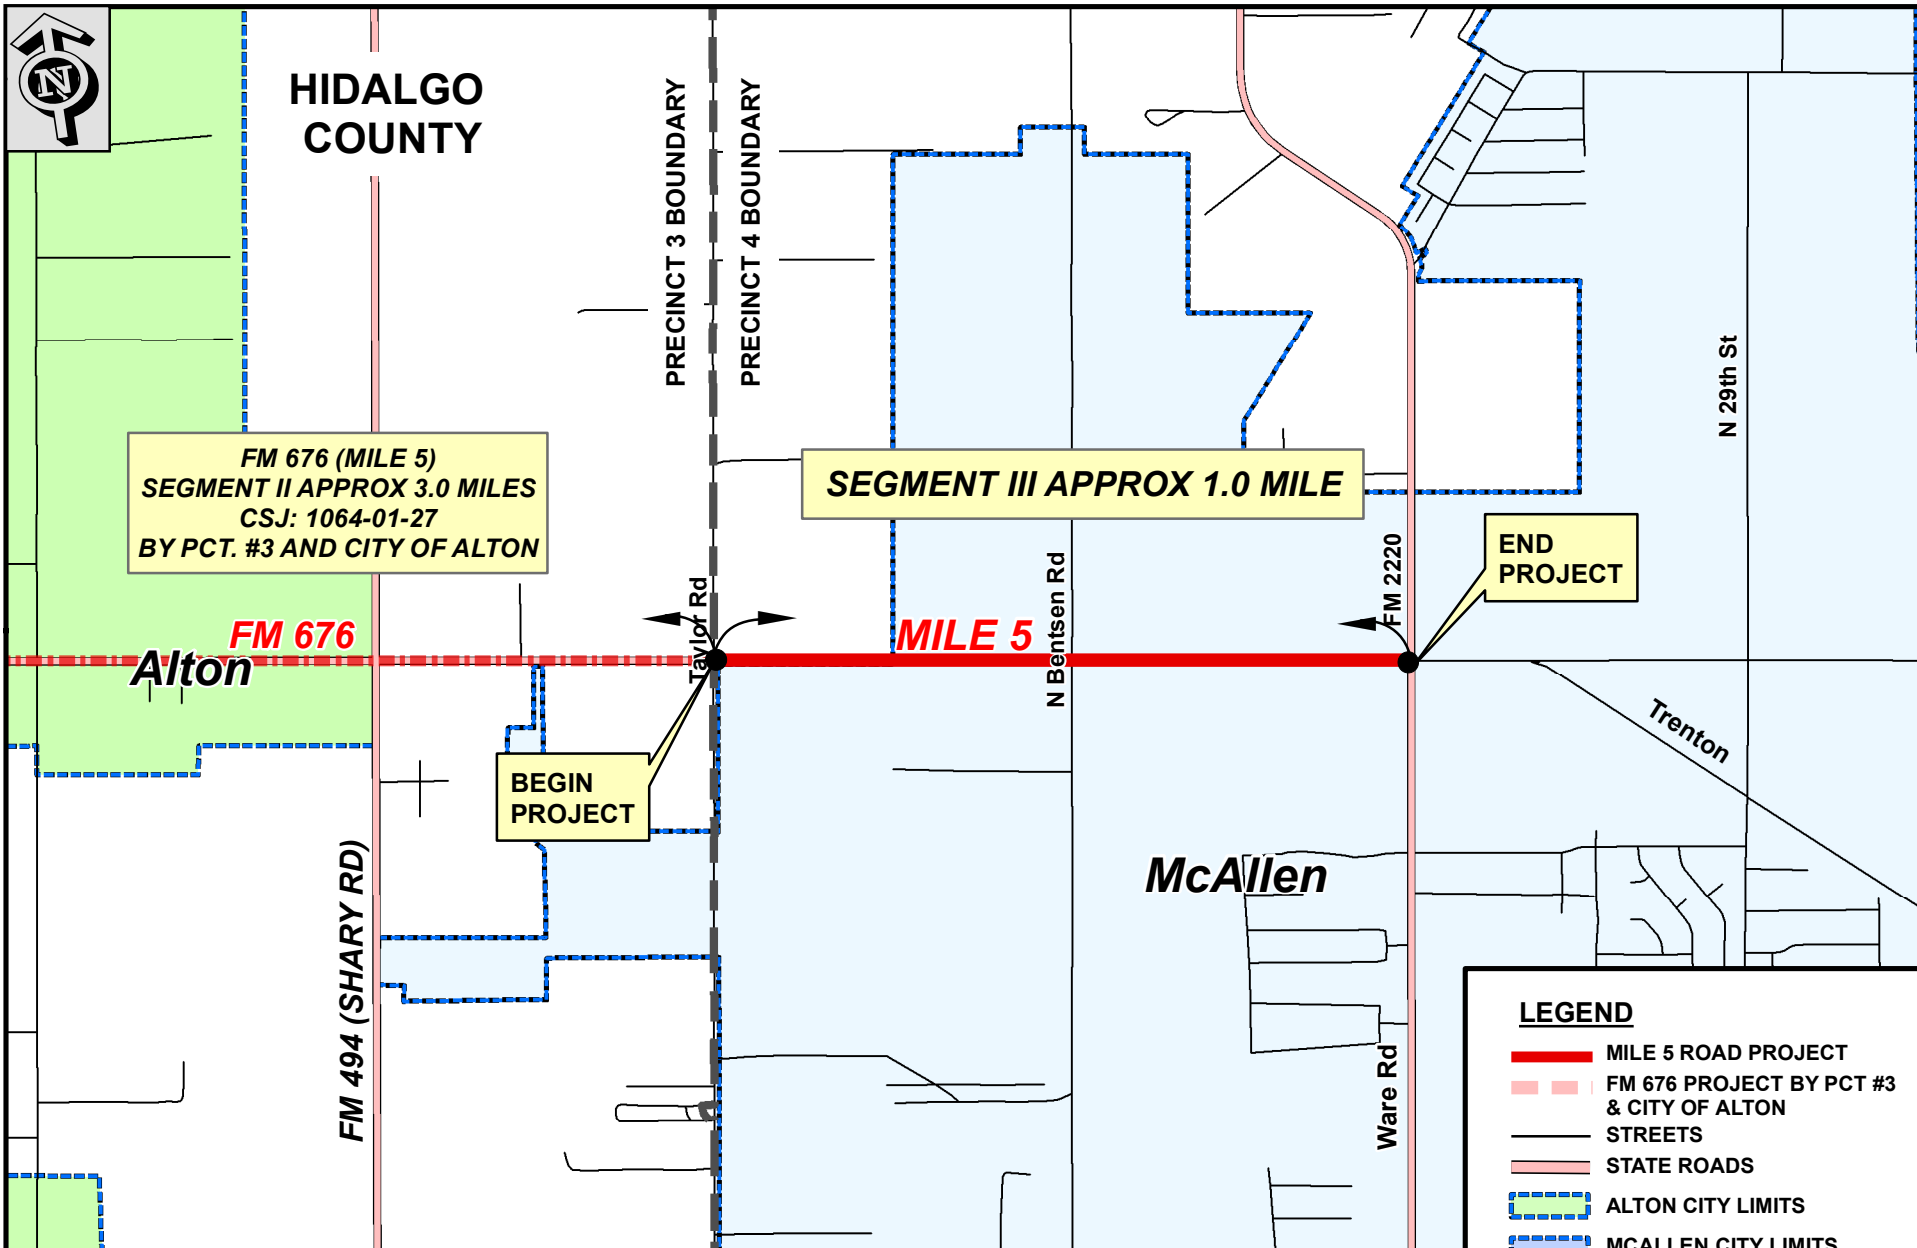 N
HIDALGO
COUNTY
PRECINCT 3 BOUNDARY
PRECINCT 4 BOUNDARY
N 29th St
FM 676 (MILE 5)
SEGMENT II APPROX 3.0 MILES
CSJ: 1064-01-27
BY PCT. #3 AND CITY OF ALTON
SEGMENT III APPROX 1.0 MILE
END
PROJECT
FM 2220
N Bentsen Rd
Taylor Rd
FM 676
MILE 5
Alton
Trenton
BEGIN
PROJECT
McAllen
FM 494 (SHARY RD)
Ware Rd
LEGEND
MILE 5 ROAD PROJECT
FM 676 PROJECT BY PCT #3
& CITY OF ALTON
STREETS
STATE ROADS
ALTON CITY LIMITS
MCALLEN CITY LIMITS